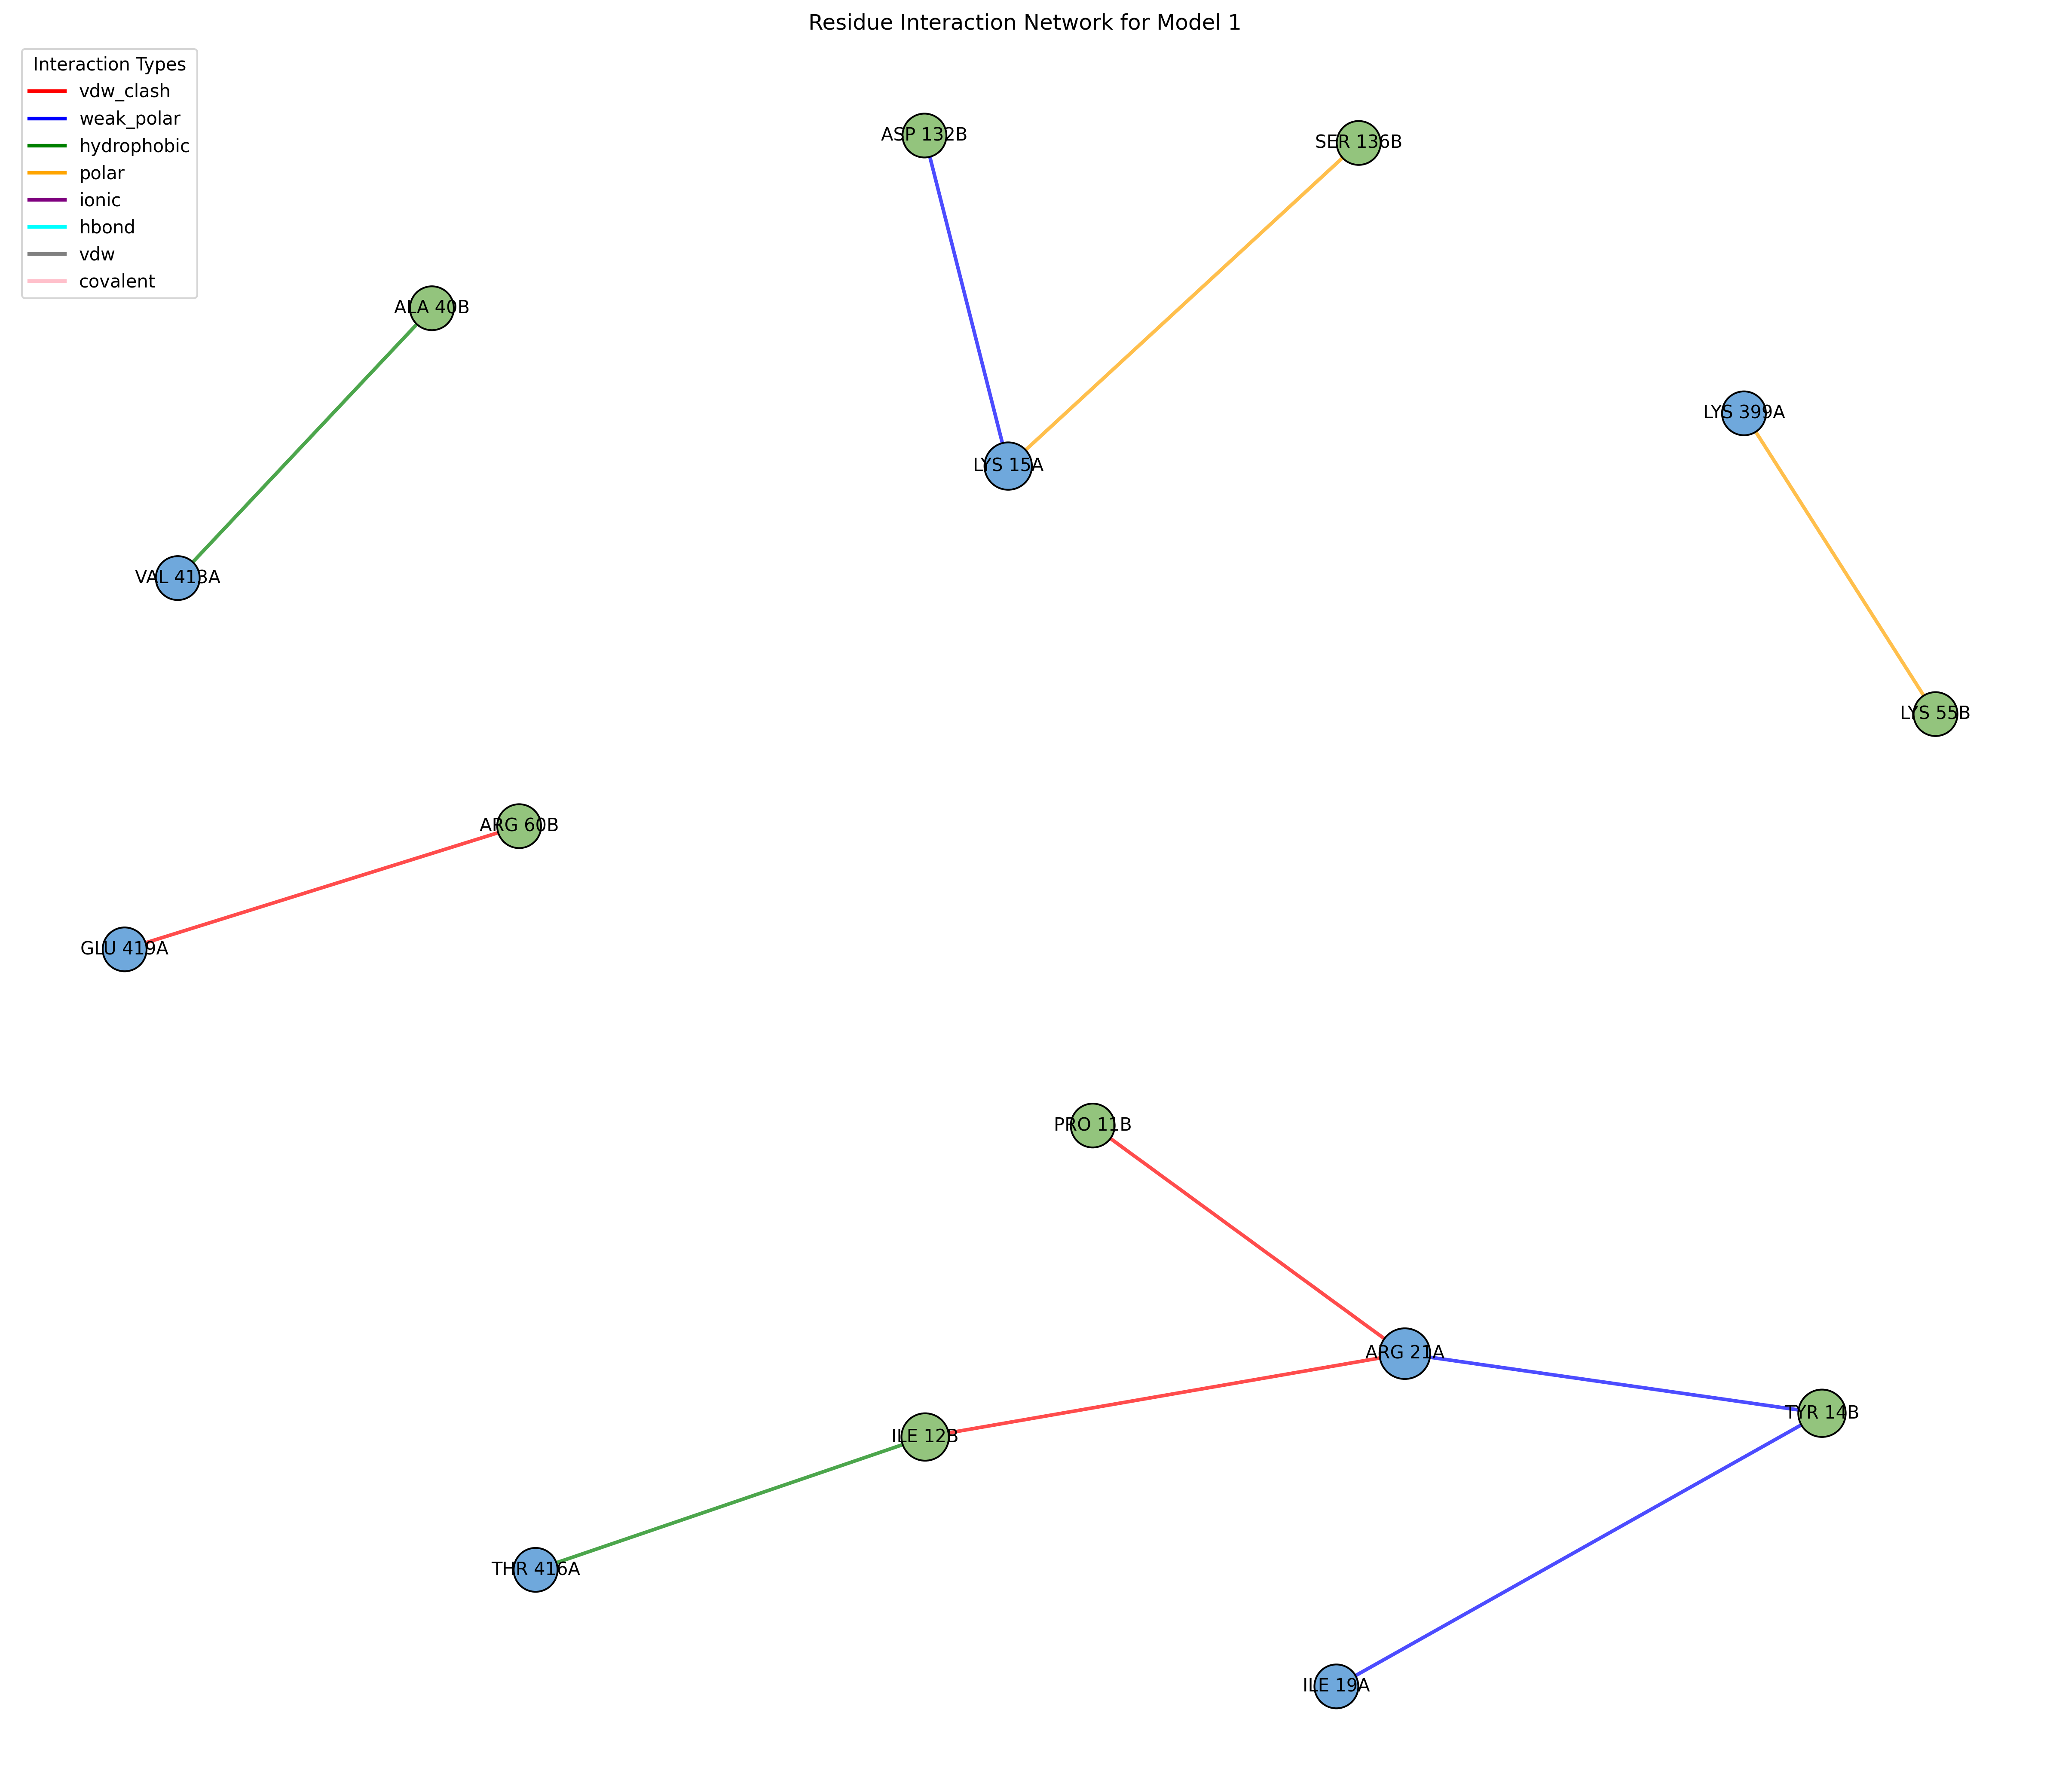 Residue Interaction Network for Model 1
Interaction Types
vdw_clash
weak_polar
hydrophobic
polar
ionic
hbond
vdw
covalent
ASP 132B
SER 136B
ALA 40B
LYS 399A
LYS 15A
VAL 413A
LYS 55B
ARG 60B
GLU 419A
PRO 11B
ARG 21A
TYR 14B
ILE 12B
THR 416A
ILE 19A